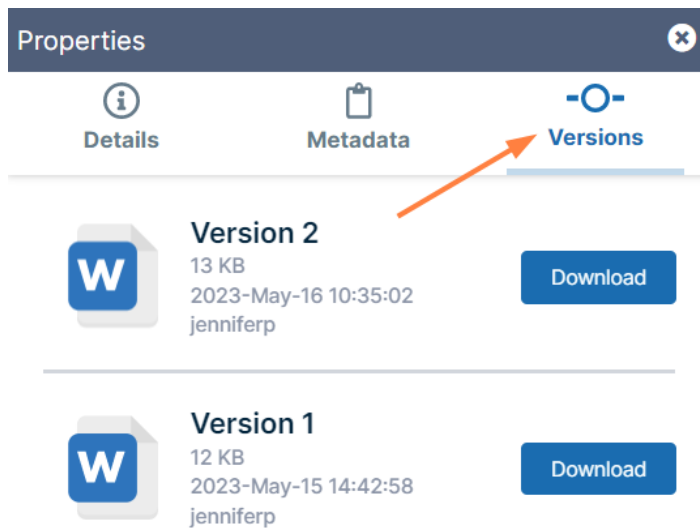 Properties
Details Metadata Versions
W
Version 2
13 KB
2023-May-16 10:35:02
jenniferp
Download
W
Version 1
12 KB
2023-May-15 14:42:58
jenniferp
Download